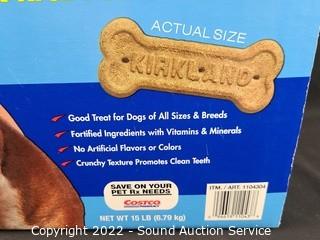 ACTUAL SIZE
KIRKLAND
Good Treat for Dogs of All Sizes & Breeds
Fortified Ingredients with Vitamins & Minerals
No Artificial Flavors or Colors
Crunchy Texture Promotes Clean Teeth
SAVE ON YOUR
PET Rx NEEDS
COSTCO
ITM. / ART. 1104304
NET WT 15 LB (6.79 kg)
Copyright 2022 - Sound Auction Service